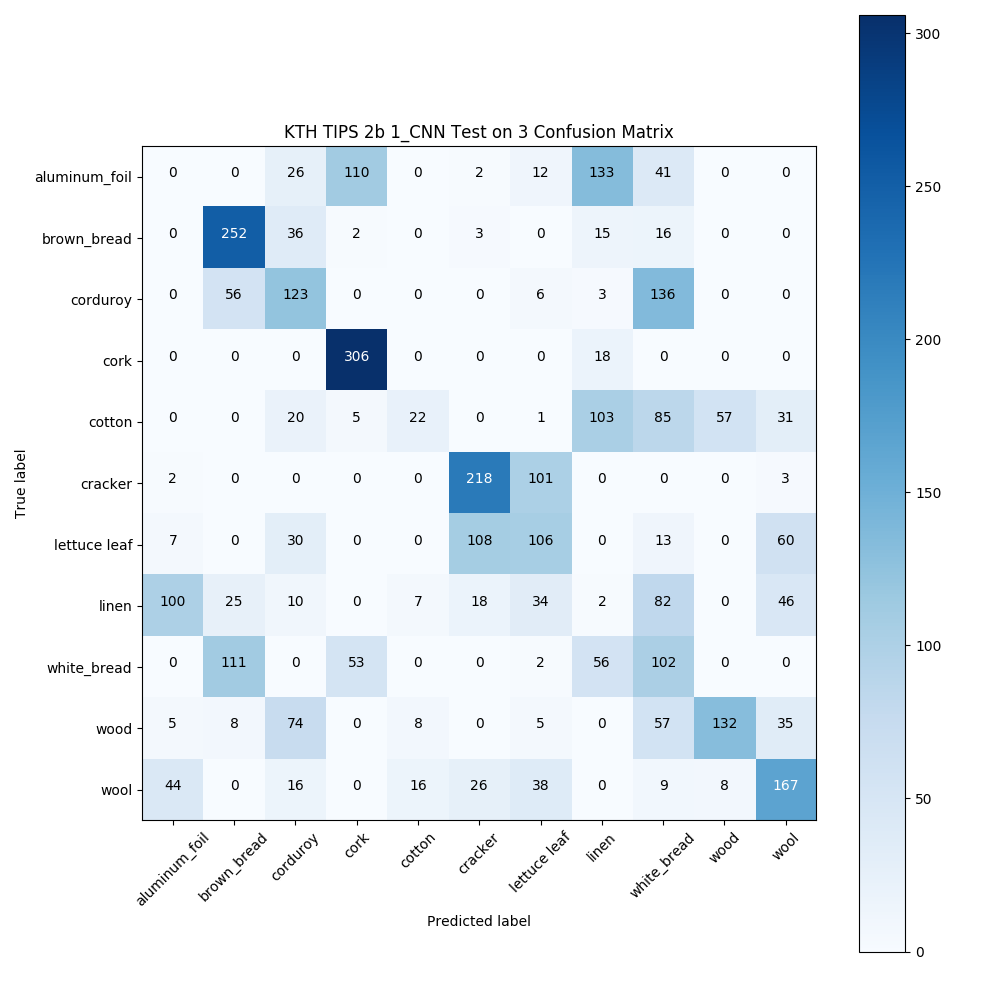 KTH TIPS 2b 1_CNN Test on 3 Confusion Matrix
aluminum_foil 0 0 26 110 0 2 12 133 41 0 0
brown_bread 0 252 36 2 0 3 0 15 16 0 0
corduroy 0 56 123 0 0 0 6 3 136 0 0
cork 0 0 0 306 0 0 0 18 0 0 0
cotton 0 0 20 5 22 0 1 103 85 57 31
cracker 2 0 0 0 0 218 101 0 0 0 3
lettuce leaf 7 0 30 0 0 108 106 0 13 0 60
linen 100 25 10 0 7 18 34 2 82 0 46
white_bread 0 111 0 53 0 0 2 56 102 0 0
wood 5 8 74 0 8 0 5 0 57 132 35
wool 44 0 16 0 16 26 38 0 9 8 167
True label
aluminum_foil brown_bread corduroy cork cotton cracker lettuce leaf linen white_bread wood wool
Predicted label
300
250
200
150
100
50
0